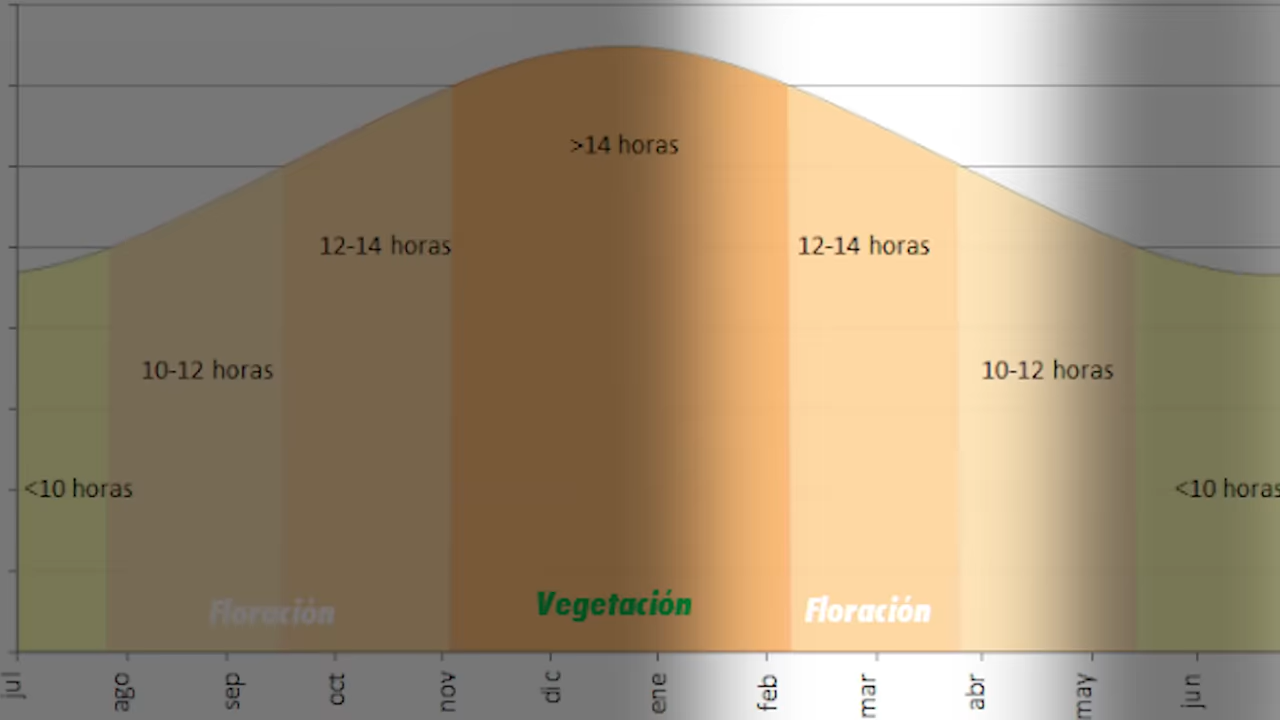 >14 horas
12-14 horas
12-14 horas
10-12 horas
10-12 horas
<10 horas
<10 horas
Floración
Vegetación
Floración
jul
ago
sep
oct
nov
dic
ene
feb
mar
abr
may
jun